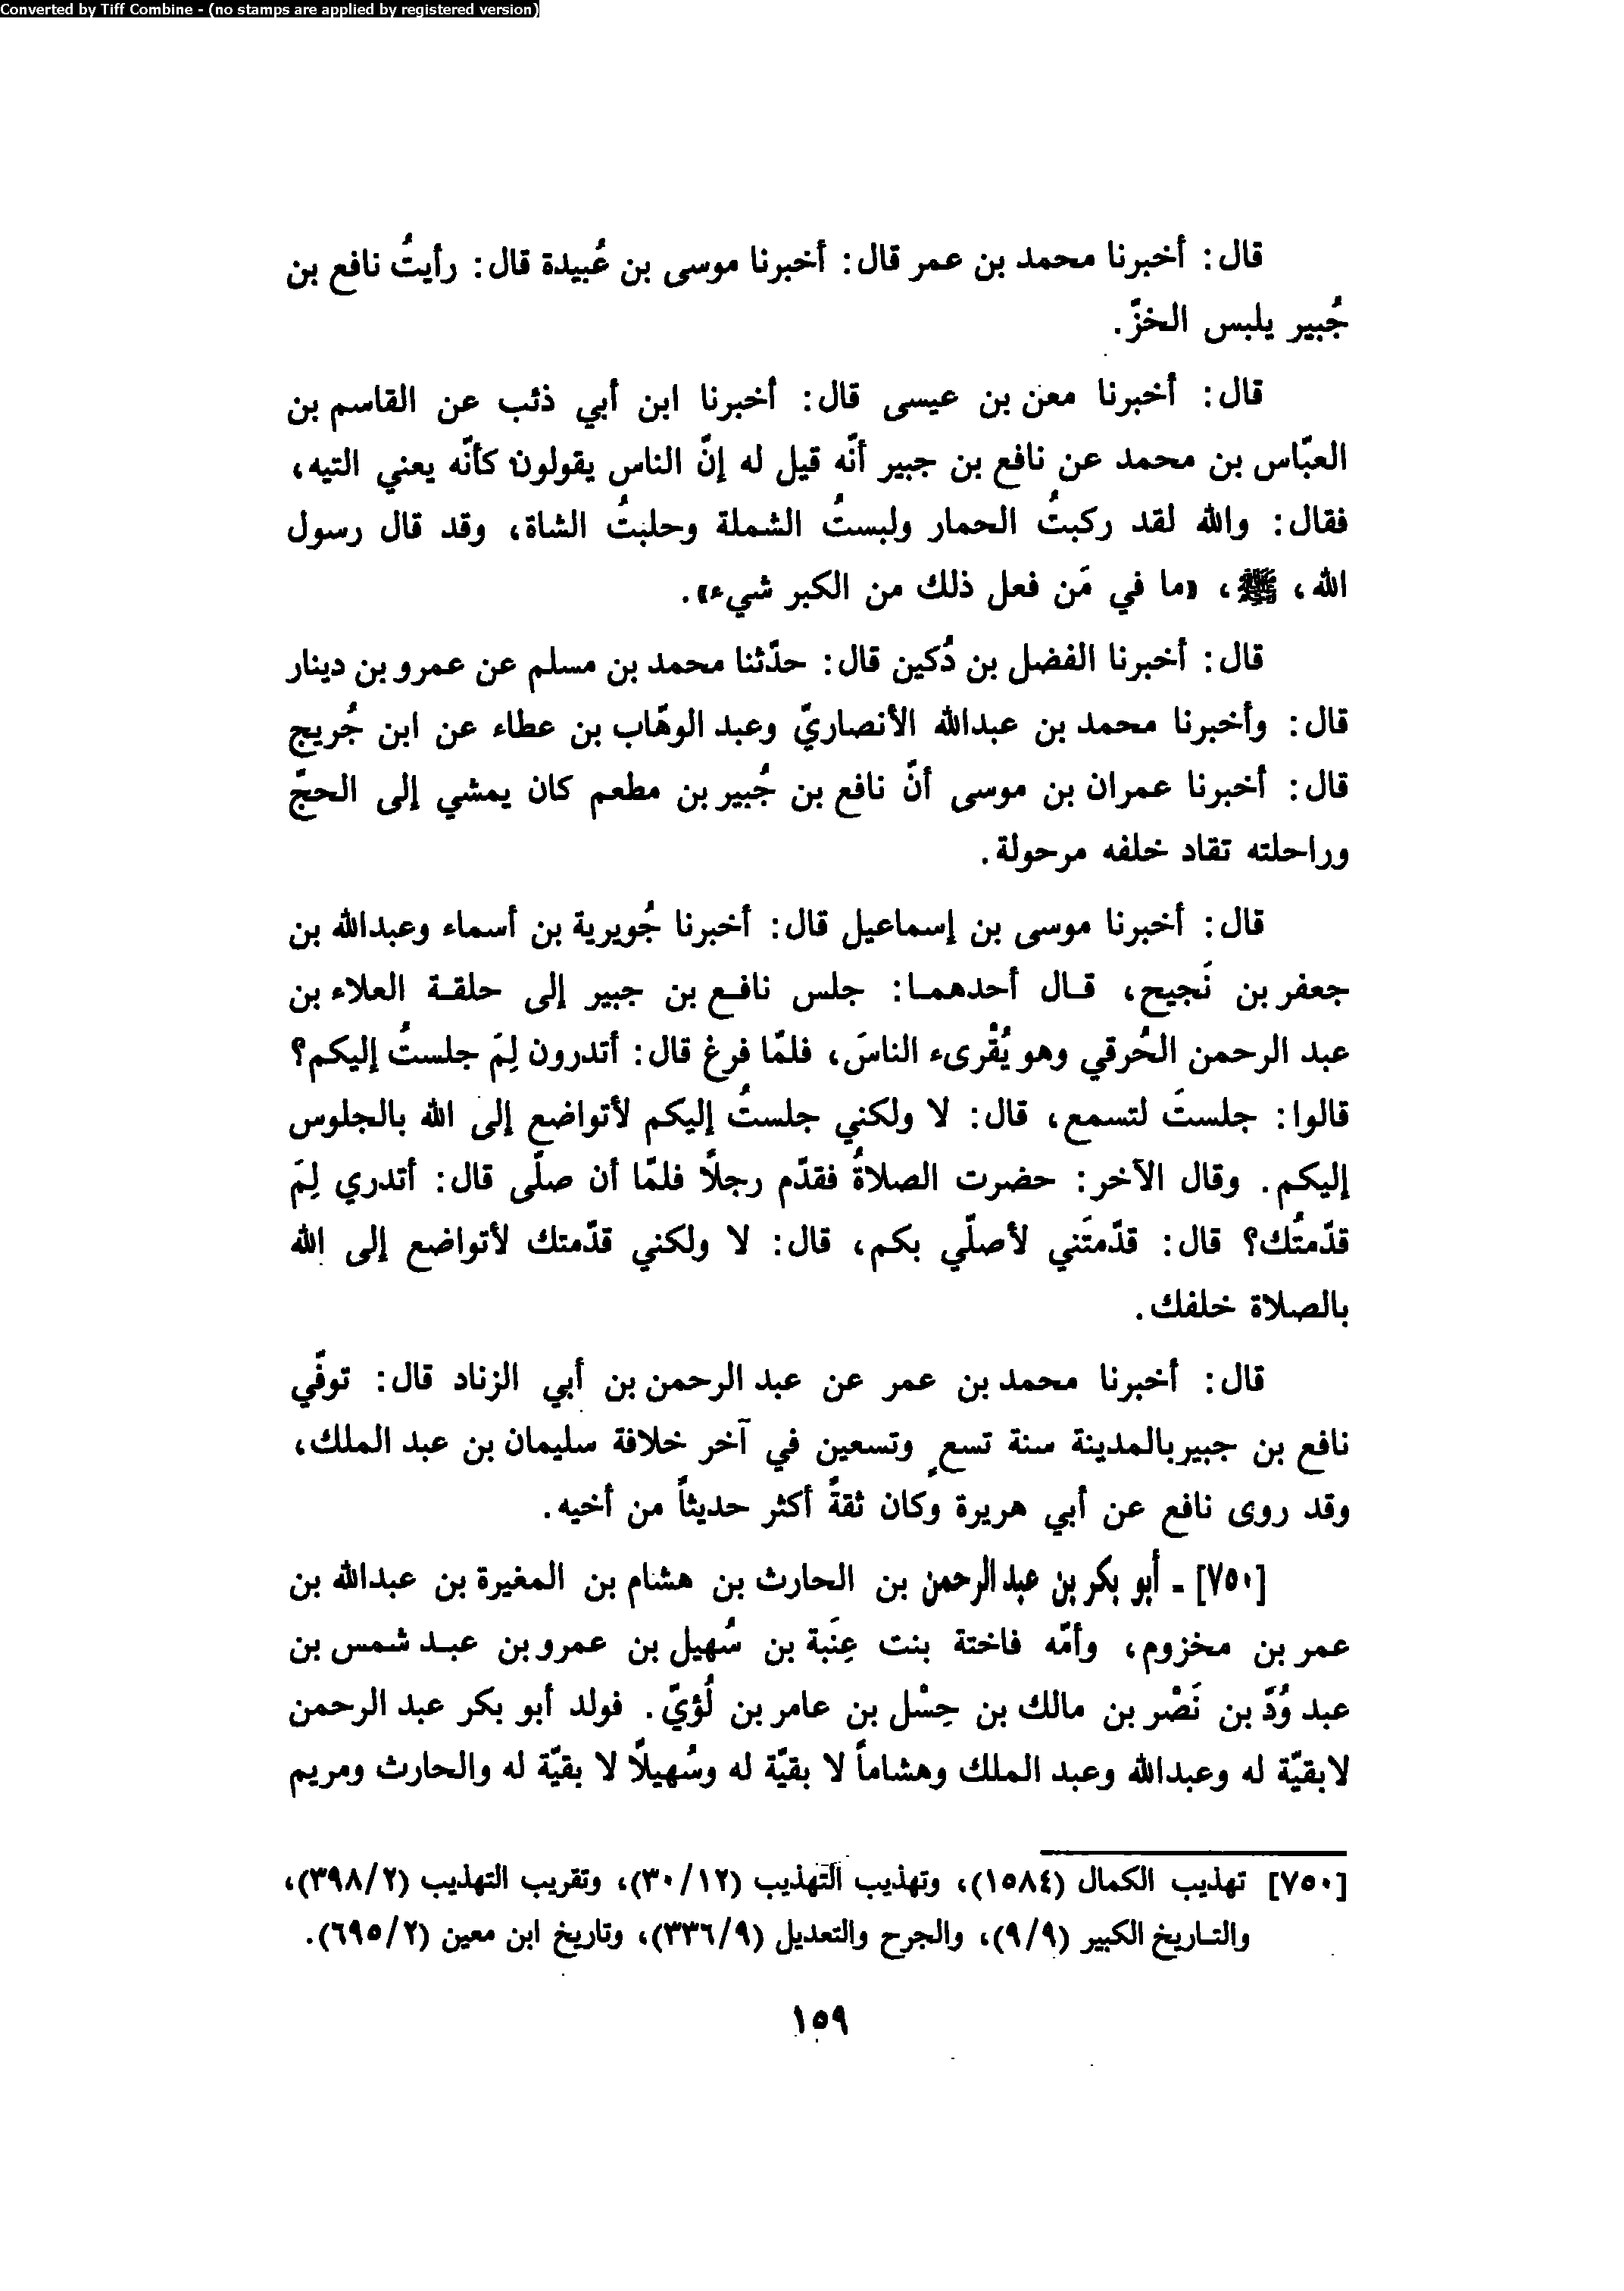 Converted by Tiff Combine - (no stamps are applied by registered version)
قال: أخبرنا محمد بن عمر قال: أخبرنا موسى بن عُبيدة قال: رأيتُ نافع بن
جُبير يلبس الخزّ.
قال: أخبرنا معن بن عيسى قال: أخبرنا ابن أبي ذئب عن القاسم بن
العبّاس بن محمد عن نافع بن جبير أنّه قيل له إنّ الناس يقولون كأنّه يعني التيه،
فقال: والله لقد ركبتُ الحمار ولبستُ الشملة وحلبتُ الشاة، وقد قال رسول
الله، ﷺ، «ما في مَن فعل ذلك من الكبر شيء».
قال: أخبرنا الفضل بن دُكين قال: حدّثنا محمد بن مسلم عن عمرو بن دينار
قال: وأخبرنا محمد بن عبدالله الأنصاريّ وعبد الوهّاب بن عطاء عن ابن جُريج
قال: أخبرنا عمران بن موسى أنّ نافع بن جُبير بن مطعم كان يمشي إلى الحجّ
وراحلته تقاد خلفه مرحولة.
قال: أخبرنا موسى بن إسماعيل قال: أخبرنا جُويرية بن أسماء وعبدالله بن
جعفر بن نَجيح، قـال أحدهمـا: جلس نافـع بن جبير إلى حلقـة العلاء بن
عبد الرحمن الحُرقي وهو يُقْرىء الناسَ، فلمّا فرغ قال: أتدرون لِمَ جلستُ إليكم؟
قالوا: جلستَ لتسمع، قال: لا ولكني جلستُ إليكم لأتواضع إلى الله بالجلوس
إليكم. وقال الآخر: حضرت الصلاةُ فقدّم رجلاً فلمّا أن صلّى قال: أتدري لِمَ
قدّمتُك؟ قال: قدّمتَني لأصلّي بكم، قال: لا ولكني قدّمتك لأتواضع إلى الله
بالصلاة خلفك.
قال: أخبرنا محمد بن عمر عن عبد الرحمن بن أبي الزناد قال: توفّي
نافع بن جبير بالمدينة سنة تسعٍ وتسعين في آخر خلافة سليمان بن عبد الملك،
وقد روى نافع عن أبي هريرة وكان ثقةً أكثر حديثاً من أخيه.
[٧٥٠] ـ أبو بكر بن عبد الرحمن بن الحارث بن هشام بن المغيرة بن عبدالله بن
عمر بن مخزوم، وأمّه فاختة بنت عِنَبة بن سُهيل بن عمرو بن عبـد شمس بن
عبد وُدّ بن نَصْر بن مالك بن حِسْل بن عامر بن لُؤيّ. فولد أبو بكر عبد الرحمن
لا بقيّة له وعبدالله وعبد الملك وهشاماً لا بقيّة له وسُهيلاً لا بقيّة له والحارث ومريم
[٧٥٠] تهذيب الكمال (١٥٨٤)، وتهذيب التهذيب (٣٠/١٢)، وتقريب التهذيب (٣٩٨/٢)،
والتـاريخ الكبير (٩/٩)، والجرح والتعديل (٣٣٦/٩)، وتاريخ ابن معين (٦٩٥/٢).
١٥٩